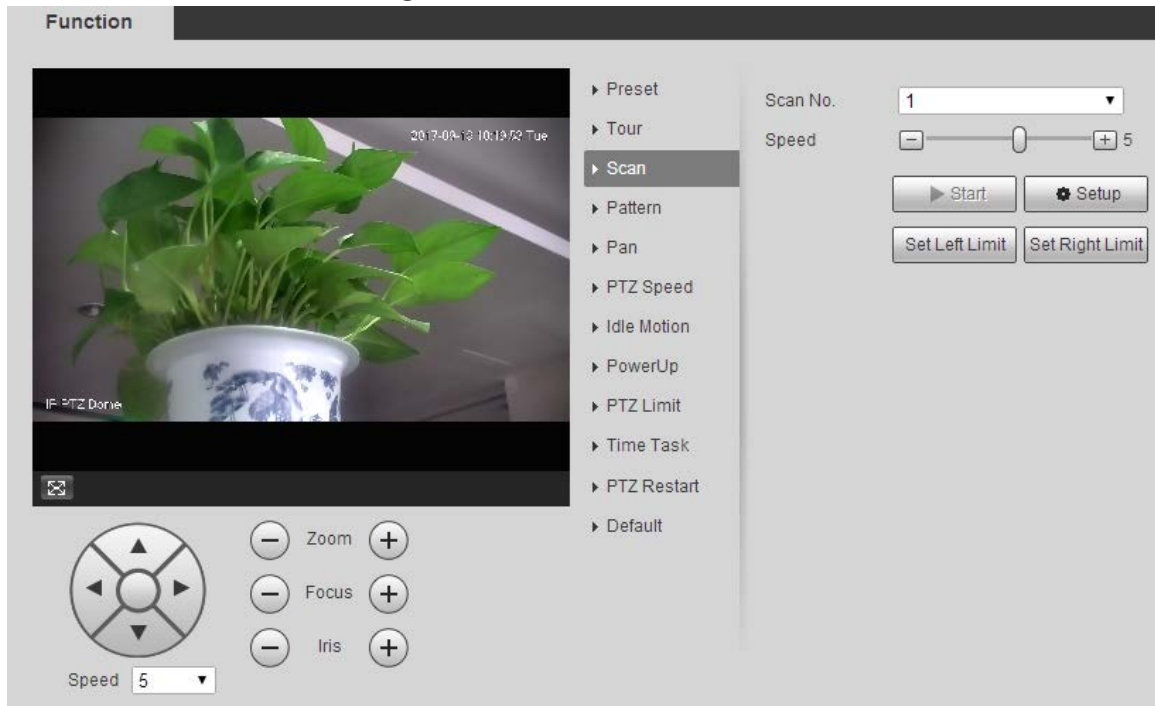 Function
2017-09-1 10:19:5 Tue
IP PTZ Dome
Preset
Tour
Scan
Pattern
Pan
PTZ Speed
Idle Motion
PowerUp
PTZ Limit
Time Task
PTZ Restart
Default
Scan No. 1
Speed 5
Start Setup
Set Left Limit Set Right Limit
Zoom
Focus
Iris
Speed 5